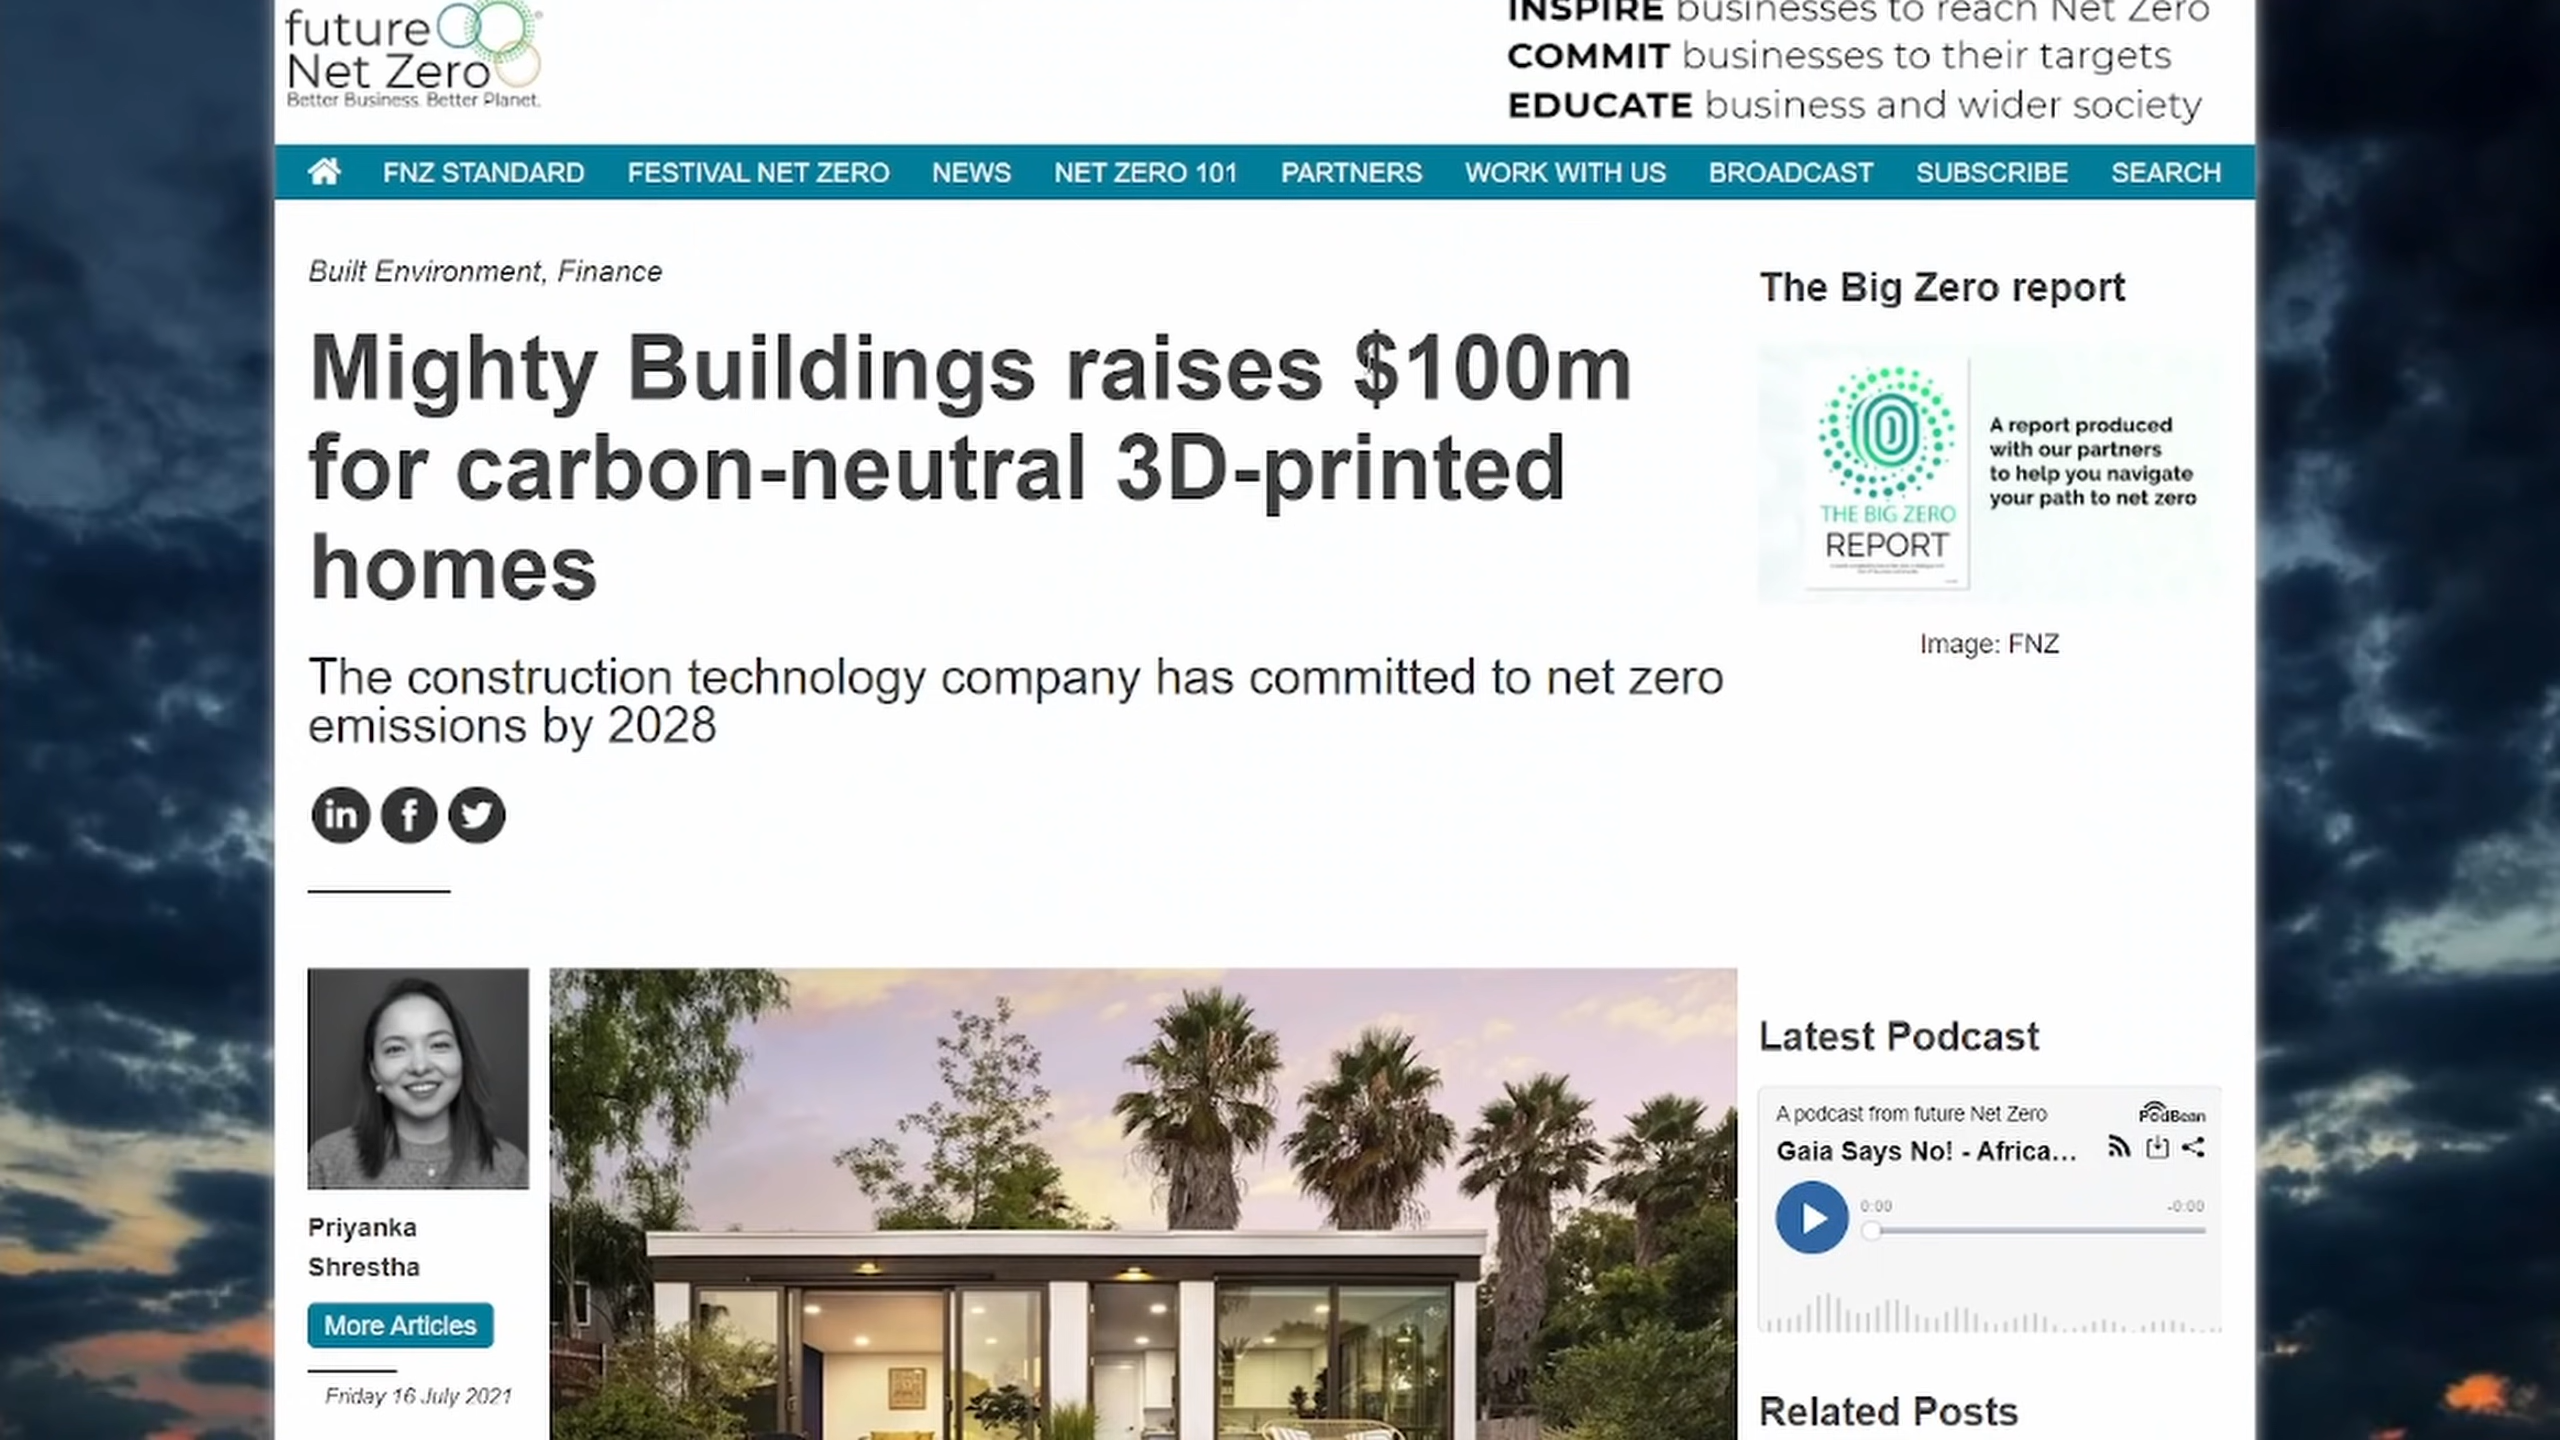 future
Net Zero
Better Business. Better Planet.
INSPIRE businesses to reach Net Zero
COMMIT businesses to their targets
EDUCATE business and wider society
FNZ STANDARD FESTIVAL NET ZERO NEWS NET ZERO 101 PARTNERS WORK WITH US BROADCAST SUBSCRIBE SEARCH
Built Environment, Finance
Mighty Buildings raises $100m
for carbon-neutral 3D-printed
homes
The construction technology company has committed to net zero
emissions by 2028
Priyanka
Shrestha
More Articles
Friday 16 July 2021
The Big Zero report
THE BIG ZERO
REPORT
A report produced
with our partners
to help you navigate
your path to net zero
Image: FNZ
Latest Podcast
A podcast from future Net Zero
PodBean
Gaia Says No! - Africa...
0:00 -0:00
Related Posts